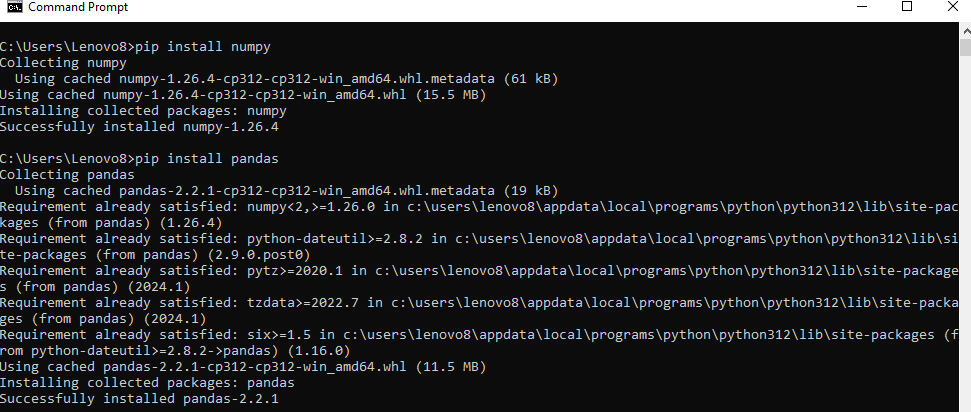 Command Prompt
C:\Users\Lenovo8>pip install numpy
Collecting numpy
  Using cached numpy-1.26.4-cp312-cp312-win_amd64.whl.metadata (61 kB)
Using cached numpy-1.26.4-cp312-cp312-win_amd64.whl (15.5 MB)
Installing collected packages: numpy
Successfully installed numpy-1.26.4
C:\Users\Lenovo8>pip install pandas
Collecting pandas
  Using cached pandas-2.2.1-cp312-cp312-win_amd64.whl.metadata (19 kB)
Requirement already satisfied: numpy<2,>=1.26.0 in c:\users\lenovo8\appdata\local\programs\python\python312\lib\site-pac
kages (from pandas) (1.26.4)
Requirement already satisfied: python-dateutil>=2.8.2 in c:\users\lenovo8\appdata\local\programs\python\python312\lib\si
te-packages (from pandas) (2.9.0.post0)
Requirement already satisfied: pytz>=2020.1 in c:\users\lenovo8\appdata\local\programs\python\python312\lib\site-package
s (from pandas) (2024.1)
Requirement already satisfied: tzdata>=2022.7 in c:\users\lenovo8\appdata\local\programs\python\python312\lib\site-packa
ges (from pandas) (2024.1)
Requirement already satisfied: six>=1.5 in c:\users\lenovo8\appdata\local\programs\python\python312\lib\site-packages (f
rom python-dateutil>=2.8.2->pandas) (1.16.0)
Using cached pandas-2.2.1-cp312-cp312-win_amd64.whl (11.5 MB)
Installing collected packages: pandas
Successfully installed pandas-2.2.1